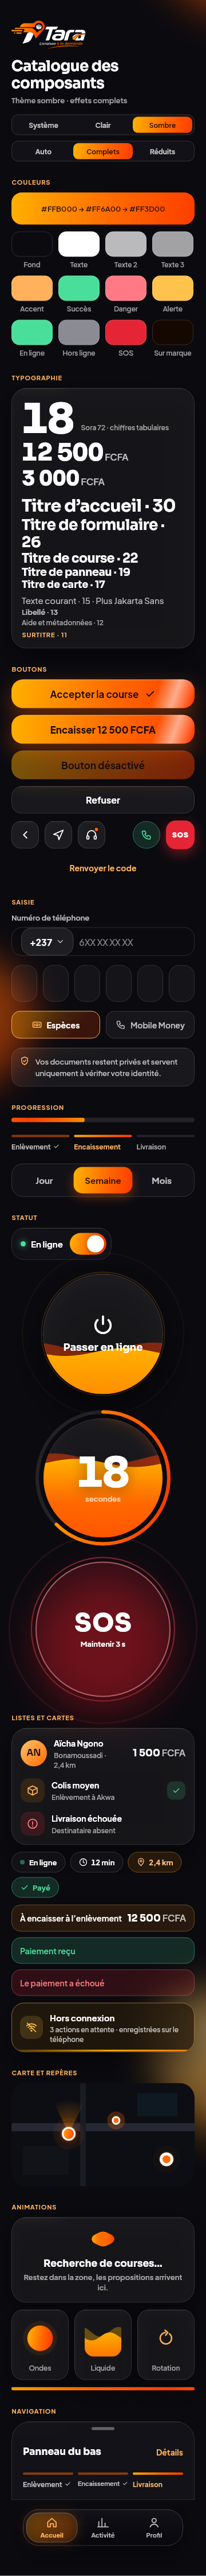 Tara
Livraison à la demande
Catalogue des
composants
Thème sombre · effets complets
Système Clair Sombre
Auto Complets Réduits
COULEURS
#FFB000 → #FF6A00 → #FF3D00
Fond Texte Texte 2 Texte 3
Accent Succès Danger Alerte
En ligne Hors ligne SOS Sur marque
TYPOGRAPHIE
18 Sora 72 · chiffres tabulaires
12 500 FCFA
3 000 FCFA
Titre d'accueil · 30
Titre de formulaire ·
26
Titre de course · 22
Titre de panneau · 19
Titre de carte · 17
Texte courant · 15 · Plus Jakarta Sans
Libellé · 13
Aide et métadonnées · 12
SURTITRE · 11
BOUTONS
Accepter la course
Encaisser 12 500 FCFA
Bouton désactivé
Refuser
SOS
Renvoyer le code
SAISIE
Numéro de téléphone
+237 6XX XX XX XX
Espèces Mobile Money
Vos documents restent privés et servent
uniquement à vérifier votre identité.
PROGRESSION
Enlèvement Encaissement Livraison
Jour Semaine Mois
STATUT
En ligne
Passer en ligne
18
secondes
SOS
Maintenir 3 s
LISTES ET CARTES
AN Aïcha Ngono
Bonamoussadi ·
2,4 km
1 500 FCFA
Colis moyen
Enlèvement à Akwa
Livraison échouée
Destinataire absent
En ligne 12 min 2,4 km
Payé
À encaisser à l'enlèvement 12 500 FCFA
Paiement reçu
Le paiement a échoué
Hors connexion
3 actions en attente · enregistrées sur le
téléphone
CARTE ET REPÈRES
ANIMATIONS
Recherche de courses...
Restez dans la zone, les propositions arrivent
ici.
Ondes Liquide Rotation
NAVIGATION
Panneau du bas Détails
Enlèvement Encaissement Livraison
Accueil Activité Profil